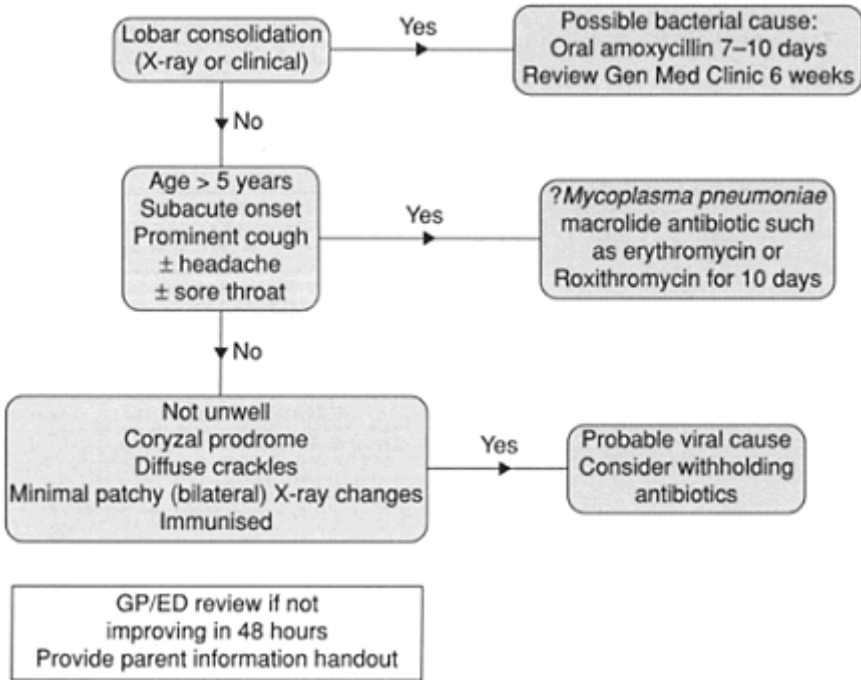 Lobar consolidation
(X-ray or clinical)
Yes
Possible bacterial cause:
Oral amoxycillin 7–10 days
Review Gen Med Clinic 6 weeks
No
Age > 5 years
Subacute onset
Prominent cough
± headache
± sore throat
Yes
?Mycoplasma pneumoniae
macrolide antibiotic such
as erythromycin or
Roxithromycin for 10 days
No
Not unwell
Coryzal prodrome
Diffuse crackles
Minimal patchy (bilateral) X-ray changes
Immunised
Yes
Probable viral cause
Consider withholding
antibiotics
GP/ED review if not
improving in 48 hours
Provide parent information handout